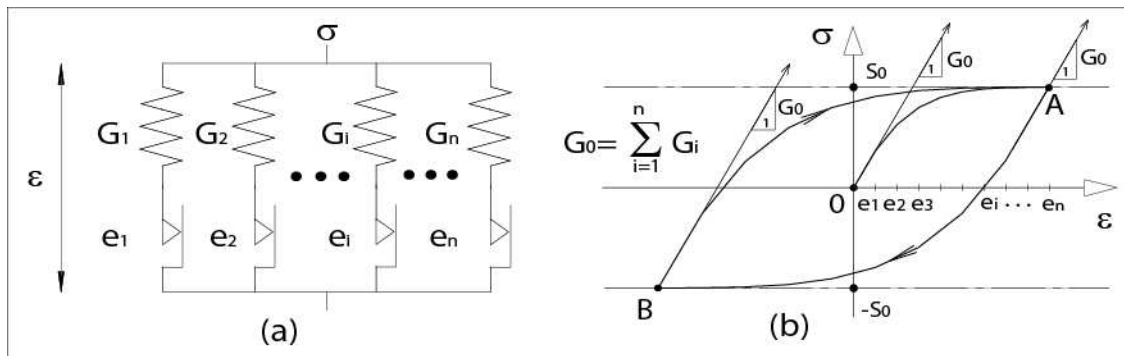 σ
ε
G1 G2 Gi Gn
e1 e2 ei en
(a)
σ
S0
G0
1
G0
1
G0
1
A
G0= n∑i=1 Gi
0
e1 e2 e3 ei ... en
ε
B
-S0
(b)